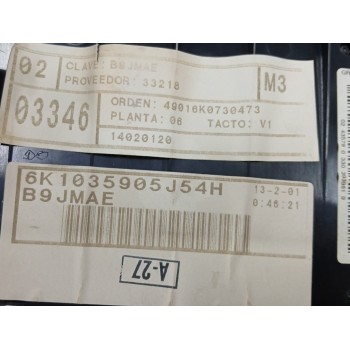 02
CLAVE: B9JMAE
PROVEEDOR: 33218
M3
03346
ORDEN: 49016K0730473
PLANTA: 06 TACTO: V1
14020120
6K1035905J54H
13-2-01
B9JMAE
0:46:21
A-27